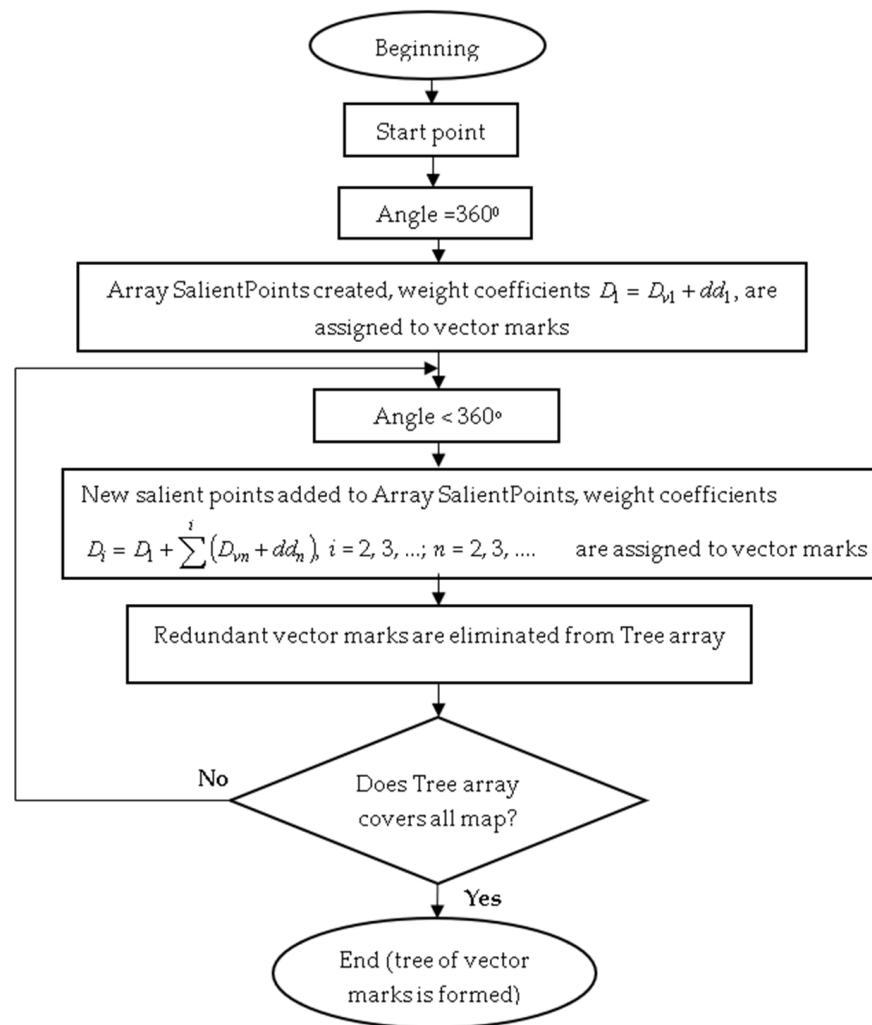 Beginning
Start point
Angle =360⁰
Array SalientPoints created, weight coefficients D₁ = Dᵥ₁ + dd₁, are
assigned to vector marks
Angle < 360°
New salient points added to Array SalientPoints, weight coefficients
Dᵢ = D₁ + ∑ⁱ(Dᵥₙ + ddₙ), i = 2, 3, ...; n = 2, 3, .... are assigned to vector marks
Redundant vector marks are eliminated from Tree array
No
Does Tree array
covers all map?
Yes
End (tree of vector
marks is formed)